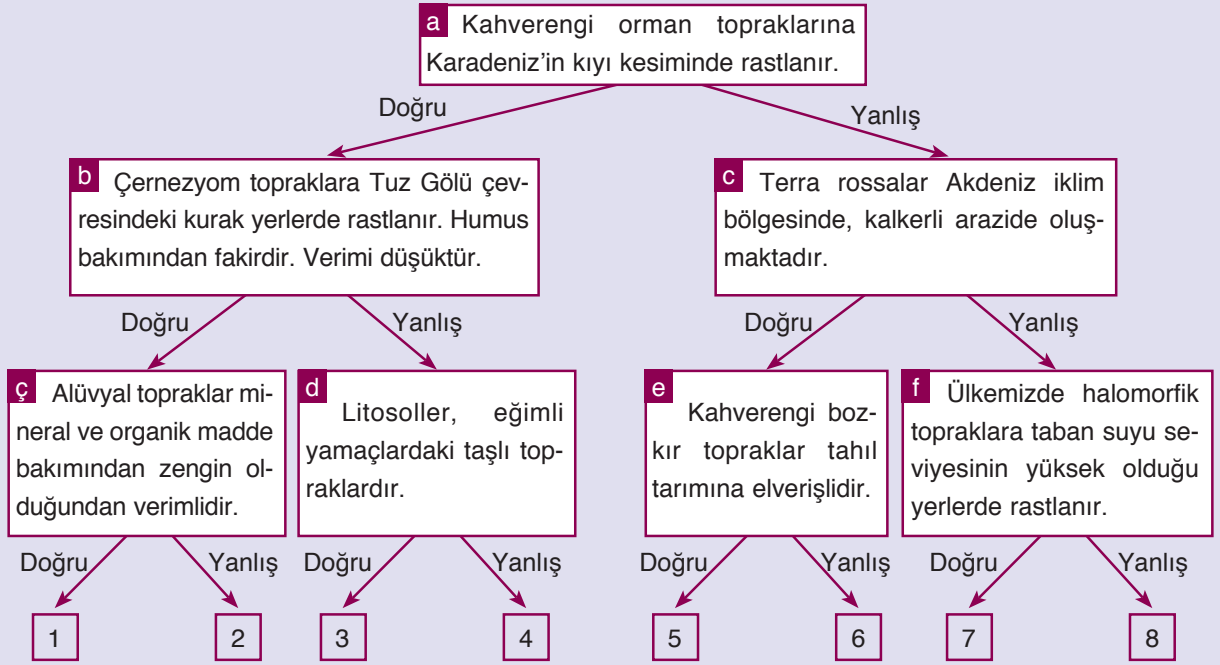 a Kahverengi orman topraklarına
Karadeniz’in kıyı kesiminde rastlanır.
Doğru
Yanlış
b Çernezyom topraklara Tuz Gölü çev-
resindeki kurak yerlerde rastlanır. Humus
bakımından fakirdir. Verimi düşüktür.
c Terra rossalar Akdeniz iklim
bölgesinde, kalkerli arazide oluş-
maktadır.
Doğru
Yanlış
Doğru
Yanlış
ç Alüvyal topraklar mi-
neral ve organik madde
bakımından zengin ol-
duğundan verimlidir.
d Litosoller, eğimli
yamaçlardaki taşlı top-
raklardır.
e Kahverengi boz-
kır topraklar tahıl
tarımına elverişlidir.
f Ülkemizde halomorfik
topraklara taban suyu se-
viyesinin yüksek olduğu
yerlerde rastlanır.
Doğru
Yanlış
Doğru
Yanlış
Doğru
Yanlış
Doğru
Yanlış
1
2
3
4
5
6
7
8